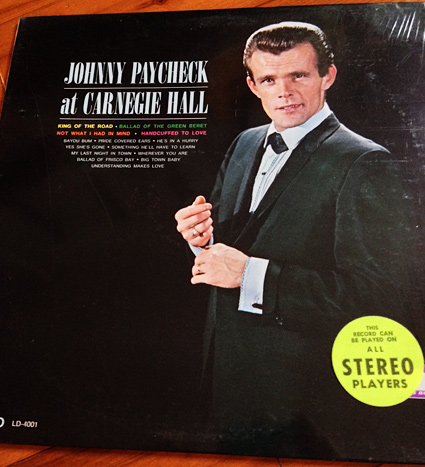 JOHNNY PAYCHECK
at CARNEGIE HALL
KING OF THE ROAD • BALLAD OF THE GREEN BERET
NOT WHAT I HAD IN MIND • HANDCUFFED TO LOVE
BAYOU BUM • PRIDE COVERED EARS • HE'S IN A HURRY
YES SHE'S GONE • SOMETHING HE'LL HAVE TO LEARN
MY LAST NIGHT IN TOWN • WHEREVER YOU ARE
BALLAD OF FRISCO BAY • BIG TOWN BABY
UNDERSTANDING MAKES LOVE
THIS
RECORD CAN
BE PLAYED ON
ALL
STEREO
PLAYERS
LD-4001